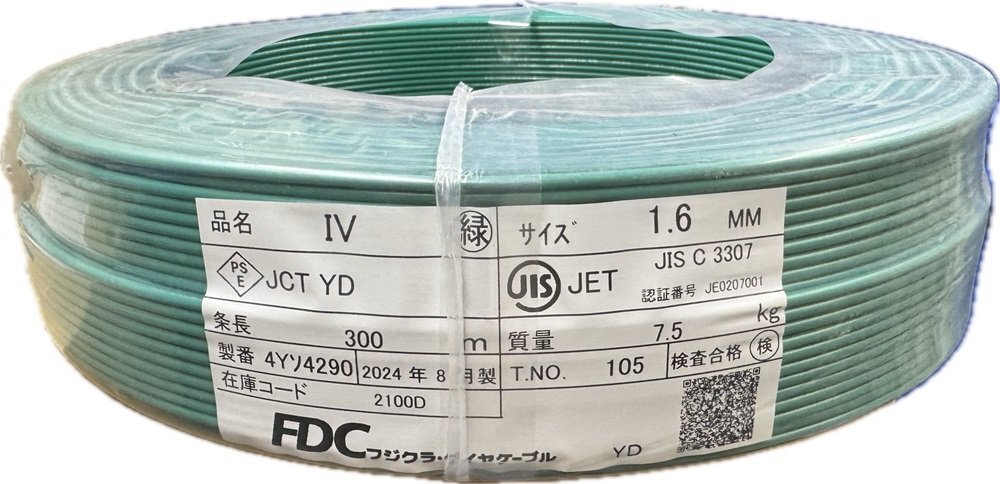 品名 IV 緑 サイズ 1.6 MM
PS E JCT YD JIS JET JIS C 3307
認証番号 JE0207001
条長 300 m 質量 7.5 kg
製番 4Yソ4290 2024 年 8 月製 T.NO. 105 検査合格 検
在庫コード 2100D
FDC フジクラ・ダイヤケーブル YD